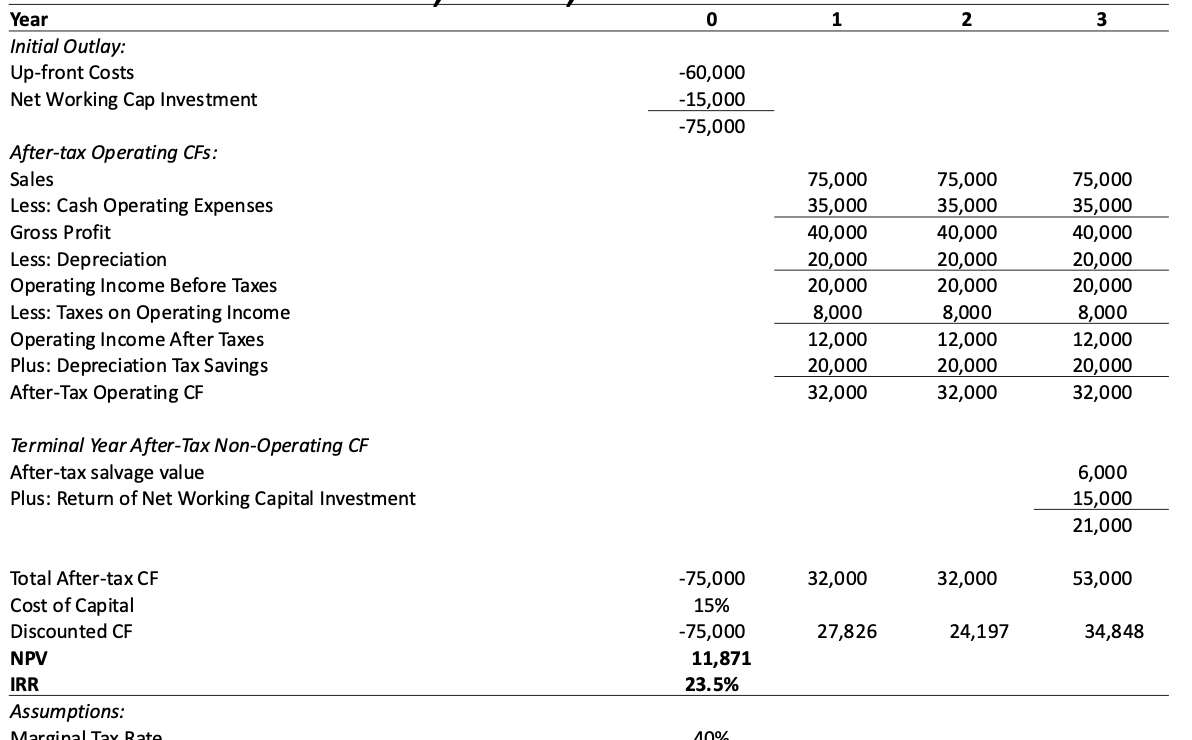 Year 0 1 2 3
Initial Outlay:
Up-front Costs -60,000
Net Working Cap Investment -15,000
-75,000
After-tax Operating CFs:
Sales 75,000 75,000 75,000
Less: Cash Operating Expenses 35,000 35,000 35,000
Gross Profit 40,000 40,000 40,000
Less: Depreciation 20,000 20,000 20,000
Operating Income Before Taxes 20,000 20,000 20,000
Less: Taxes on Operating Income 8,000 8,000 8,000
Operating Income After Taxes 12,000 12,000 12,000
Plus: Depreciation Tax Savings 20,000 20,000 20,000
After-Tax Operating CF 32,000 32,000 32,000
Terminal Year After-Tax Non-Operating CF
After-tax salvage value 6,000
Plus: Return of Net Working Capital Investment 15,000
21,000
Total After-tax CF -75,000 32,000 32,000 53,000
Cost of Capital 15%
Discounted CF -75,000 27,826 24,197 34,848
NPV 11,871
IRR 23.5%
Assumptions:
Marginal Tax Rate 40%